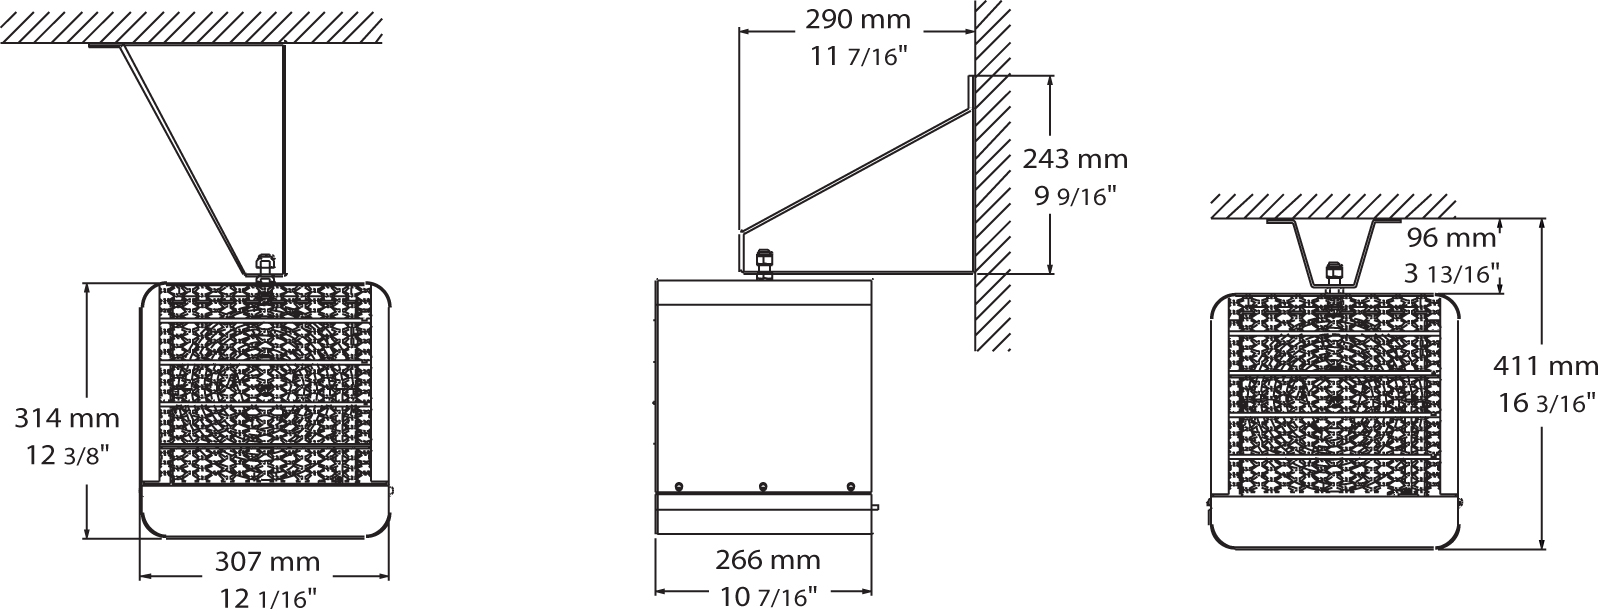 314 mm
12 3/8"
307 mm
12 1/16"
290 mm
11 7/16"
243 mm
9 9/16"
266 mm
10 7/16"
96 mm
3 13/16"
411 mm
16 3/16"